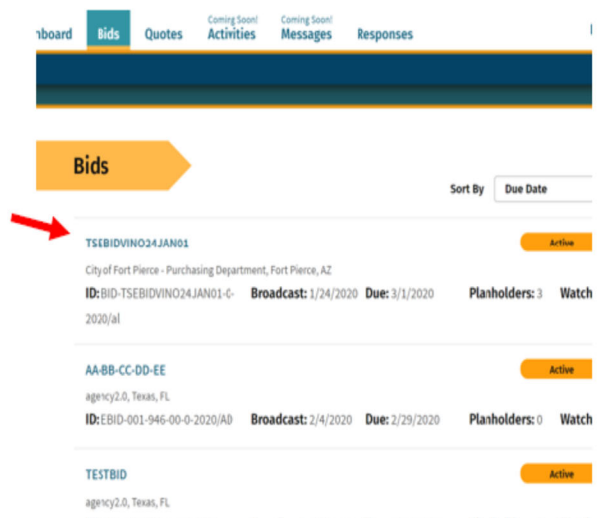 Coming Soon! Coming Soon!
hboard Bids Quotes Activities Messages Responses
Bids
Sort By Due Date
TSEBIDVINO24JAN01 Active
City of Fort Pierce - Purchasing Department, Fort Pierce, AZ
ID: BID-TSEBIDVINO24JAN01-0- Broadcast: 1/24/2020 Due: 3/1/2020 Planholders: 3 Watch
2020/al
AA-BB-CC-DD-EE Active
agency2.0, Texas, FL
ID: EBID-001-946-00-0-2020/AD Broadcast: 2/4/2020 Due: 2/29/2020 Planholders: 0 Watch
TESTBID Active
agency2.0, Texas, FL